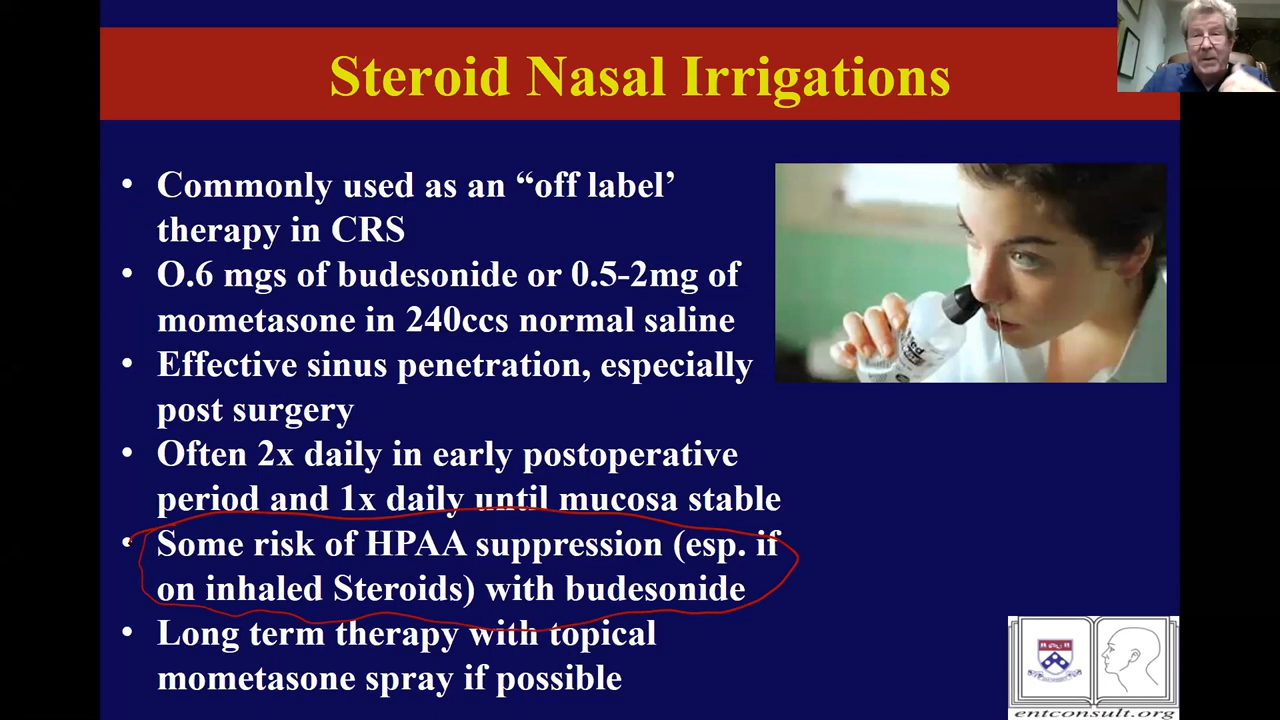 Steroid Nasal Irrigations
• Commonly used as an “off label’
therapy in CRS
• O.6 mgs of budesonide or 0.5-2mg of
mometasone in 240ccs normal saline
• Effective sinus penetration, especially
post surgery
• Often 2x daily in early postoperative
period and 1x daily until mucosa stable
• Some risk of HPAA suppression (esp. if
on inhaled Steroids) with budesonide
• Long term therapy with topical
mometasone spray if possible
entconsult.org